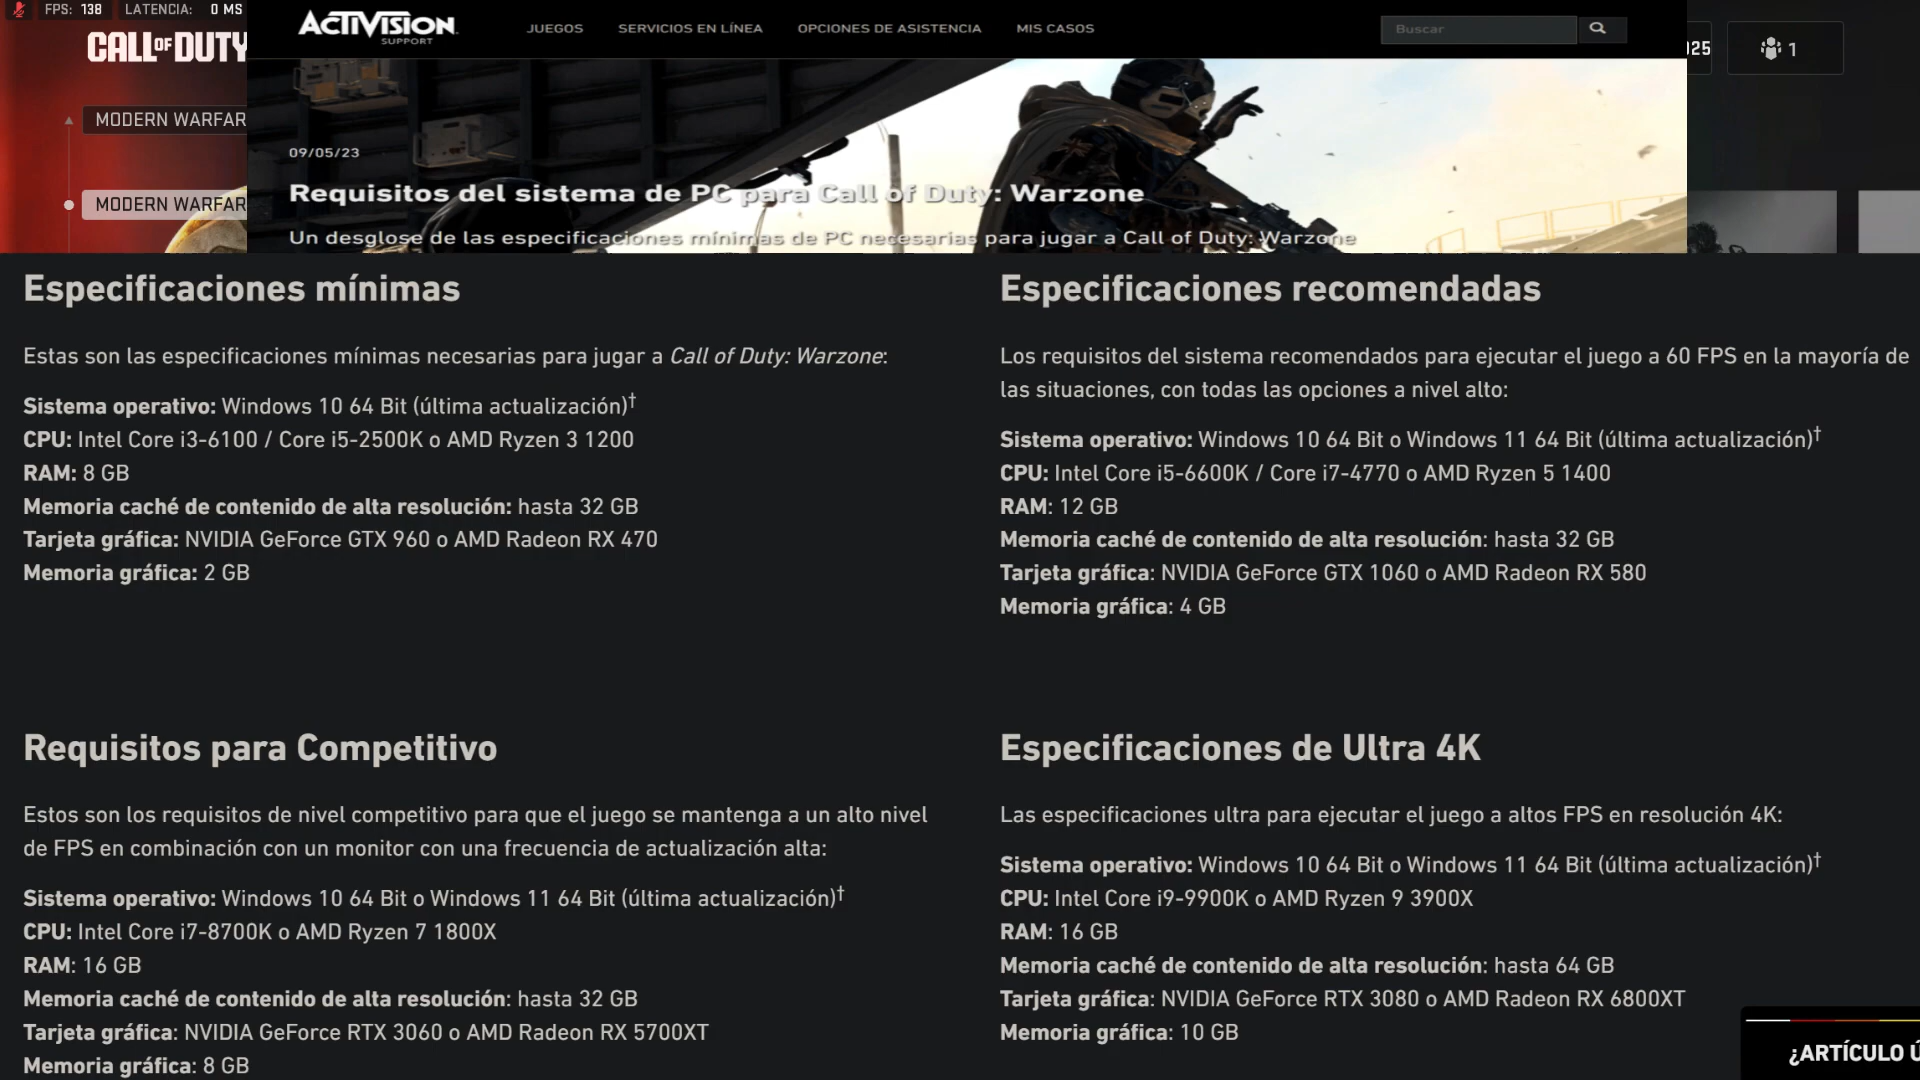 FPS: 138 LATENCIA: 0 MS
CALL OF DUTY
MODERN WARFAR
MODERN WARFAR
ACTIVISION
SUPPORT
JUEGOS SERVICIOS EN LÍNEA OPCIONES DE ASISTENCIA MIS CASOS
Buscar
025
1
09/05/23
Requisitos del sistema de PC para Call of Duty: Warzone
Un desglose de las especificaciones mínimas de PC necesarias para jugar a Call of Duty: Warzone
Especificaciones mínimas
Estas son las especificaciones mínimas necesarias para jugar a Call of Duty: Warzone:
Sistema operativo: Windows 10 64 Bit (última actualización)†
CPU: Intel Core i3-6100 / Core i5-2500K o AMD Ryzen 3 1200
RAM: 8 GB
Memoria caché de contenido de alta resolución: hasta 32 GB
Tarjeta gráfica: NVIDIA GeForce GTX 960 o AMD Radeon RX 470
Memoria gráfica: 2 GB
Especificaciones recomendadas
Los requisitos del sistema recomendados para ejecutar el juego a 60 FPS en la mayoría de
las situaciones, con todas las opciones a nivel alto:
Sistema operativo: Windows 10 64 Bit o Windows 11 64 Bit (última actualización)†
CPU: Intel Core i5-6600K / Core i7-4770 o AMD Ryzen 5 1400
RAM: 12 GB
Memoria caché de contenido de alta resolución: hasta 32 GB
Tarjeta gráfica: NVIDIA GeForce GTX 1060 o AMD Radeon RX 580
Memoria gráfica: 4 GB
Requisitos para Competitivo
Estos son los requisitos de nivel competitivo para que el juego se mantenga a un alto nivel
de FPS en combinación con un monitor con una frecuencia de actualización alta:
Sistema operativo: Windows 10 64 Bit o Windows 11 64 Bit (última actualización)†
CPU: Intel Core i7-8700K o AMD Ryzen 7 1800X
RAM: 16 GB
Memoria caché de contenido de alta resolución: hasta 32 GB
Tarjeta gráfica: NVIDIA GeForce RTX 3060 o AMD Radeon RX 5700XT
Memoria gráfica: 8 GB
Especificaciones de Ultra 4K
Las especificaciones ultra para ejecutar el juego a altos FPS en resolución 4K:
Sistema operativo: Windows 10 64 Bit o Windows 11 64 Bit (última actualización)†
CPU: Intel Core i9-9900K o AMD Ryzen 9 3900X
RAM: 16 GB
Memoria caché de contenido de alta resolución: hasta 64 GB
Tarjeta gráfica: NVIDIA GeForce RTX 3080 o AMD Radeon RX 6800XT
Memoria gráfica: 10 GB
¿ARTÍCULO Ú